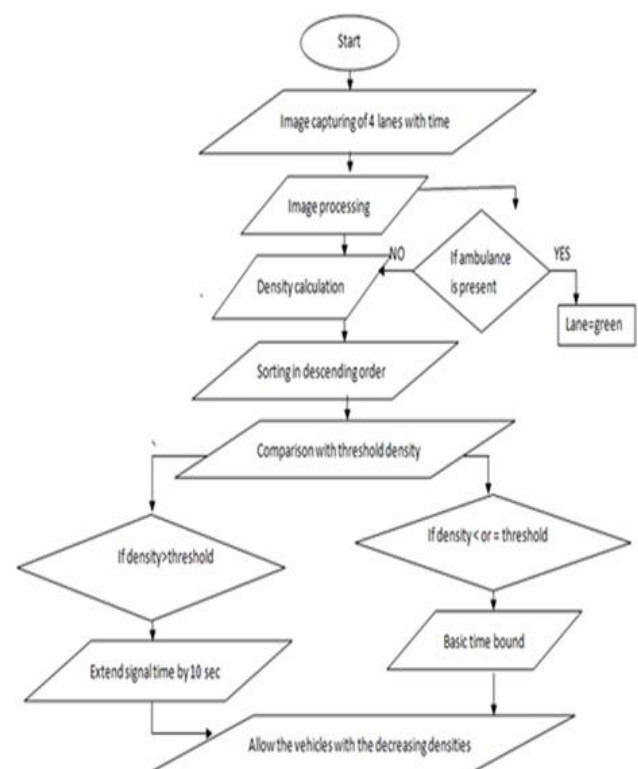 Start
Image capturing of 4 lanes with time
Image processing
NO
If ambulance
is present
YES
Density calculation
Lane=green
Sorting in descending order
Comparison with threshold density
If density>threshold
If density< or = threshold
Extend signal time by 10 sec
Basic time bound
Allow the vehicles with the decreasing densities